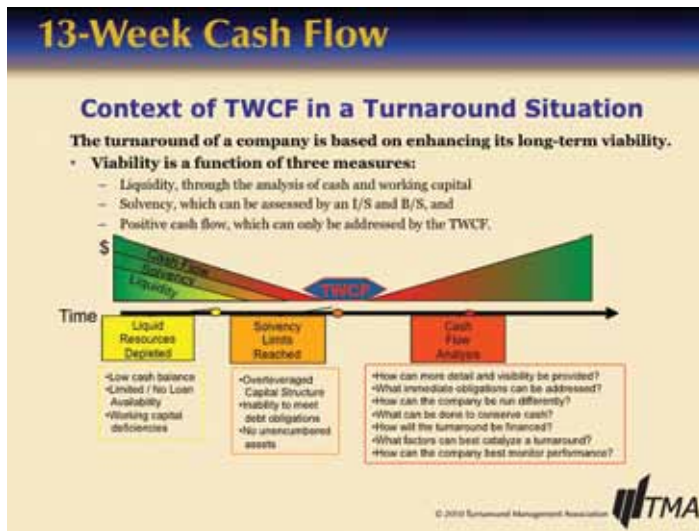 13-Week Cash Flow
Context of TWCF in a Turnaround Situation
The turnaround of a company is based on enhancing its long-term viability.
• Viability is a function of three measures:
– Liquidity, through the analysis of cash and working capital
– Solvency, which can be assessed by an I/S and B/S, and
– Positive cash flow, which can only be addressed by the TWCF.
$
Cash Flow
Solvency
Liquidity
TWCF
Time
Liquid
Resources
Depleted
Solvency
Limits
Reached
Cash
Flow
Analysis
•Low cash balance
•Limited / No Loan
Availability
•Working capital
deficiencies
•Overleveraged
Capital Structure
•Inability to meet
debt obligations
•No unencumbered
assets
•How can more detail and visibility be provided?
•What immediate obligations can be addressed?
•How can the company be run differently?
•What can be done to conserve cash?
•How will the turnaround be financed?
•What factors can best catalyze a turnaround?
•How can the company best monitor performance?
© 2010 Turnaround Management Association
TMA